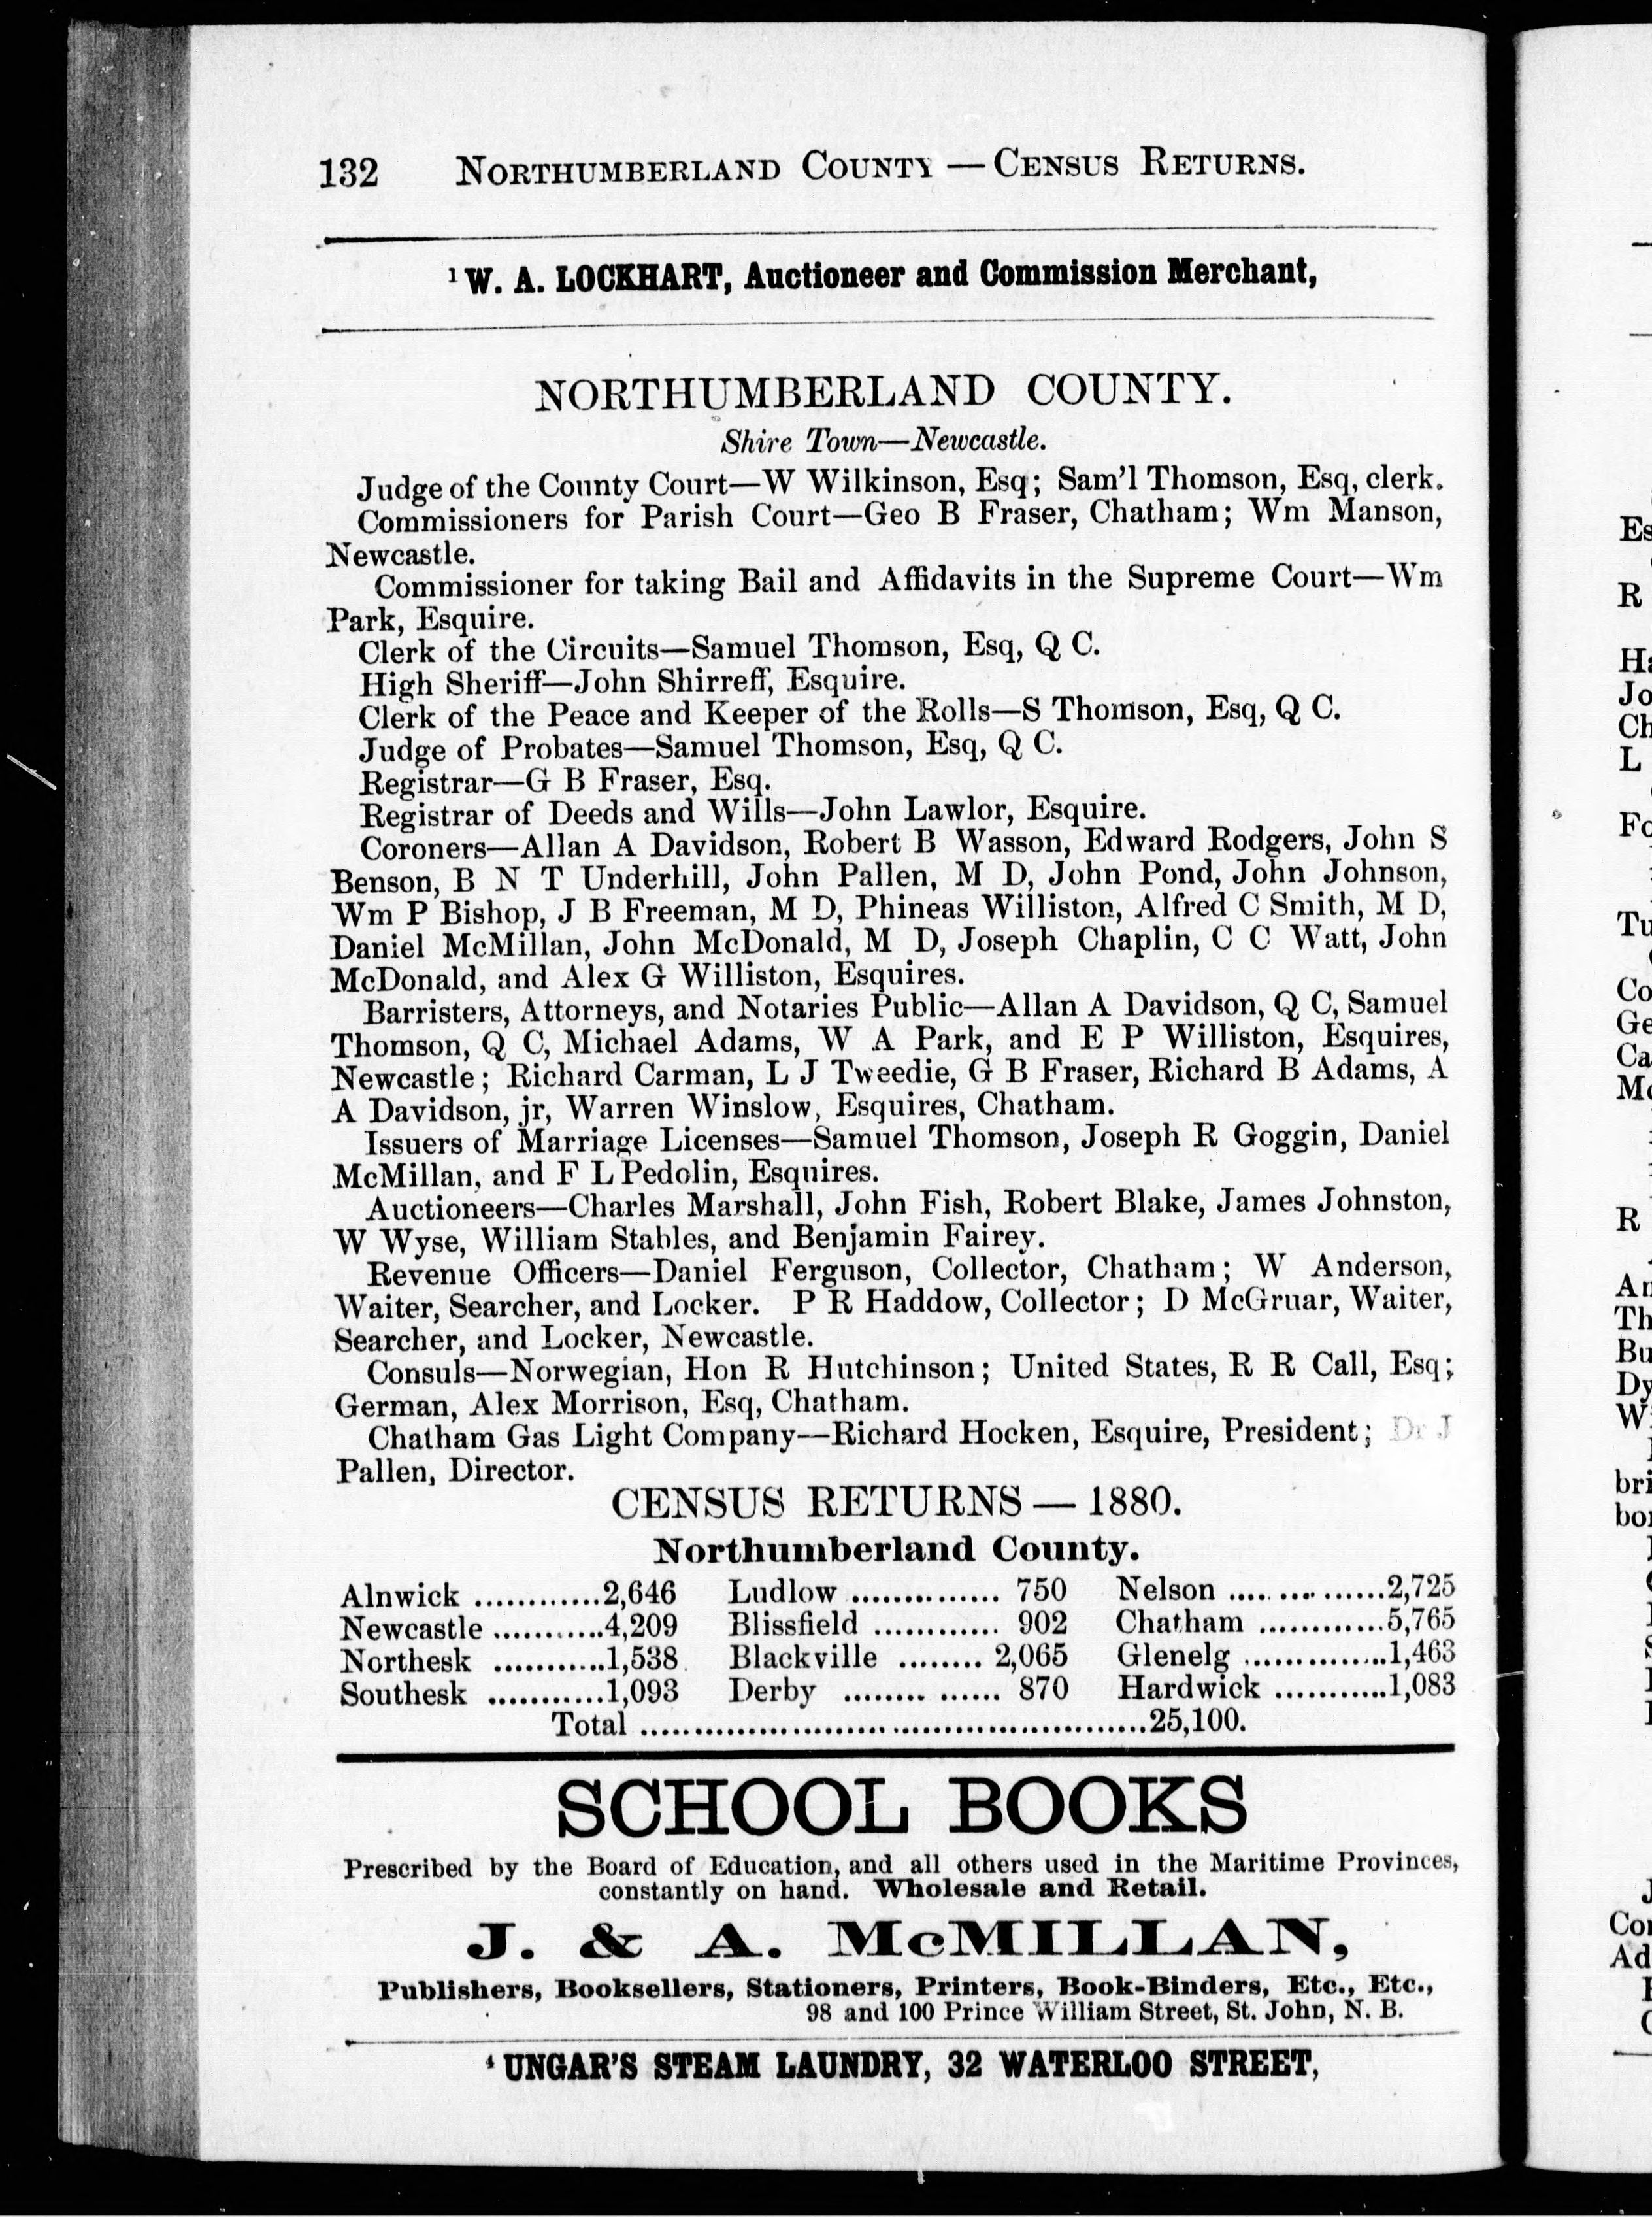 132 NORTHUMBERLAND COUNTY — CENSUS RETURNS.
1 W. A. LOCKHART, Auctioneer and Commission Merchant,
NORTHUMBERLAND COUNTY.
Shire Town—Newcastle.
Judge of the County Court—W Wilkinson, Esq; Sam'l Thomson, Esq, clerk.
Commissioners for Parish Court—Geo B Fraser, Chatham; Wm Manson,
Newcastle.
Commissioner for taking Bail and Affidavits in the Supreme Court—Wm
Park, Esquire.
Clerk of the Circuits—Samuel Thomson, Esq, Q C.
High Sheriff—John Shirreff, Esquire.
Clerk of the Peace and Keeper of the Rolls—S Thomson, Esq, Q C.
Judge of Probates—Samuel Thomson, Esq, Q C.
Registrar—G B Fraser, Esq.
Registrar of Deeds and Wills—John Lawlor, Esquire.
Coroners—Allan A Davidson, Robert B Wasson, Edward Rodgers, John S
Benson, B N T Underhill, John Pallen, M D, John Pond, John Johnson,
Wm P Bishop, J B Freeman, M D, Phineas Williston, Alfred C Smith, M D,
Daniel McMillan, John McDonald, M D, Joseph Chaplin, C C Watt, John
McDonald, and Alex G Williston, Esquires.
Barristers, Attorneys, and Notaries Public—Allan A Davidson, Q C, Samuel
Thomson, Q C, Michael Adams, W A Park, and E P Williston, Esquires,
Newcastle; Richard Carman, L J Tweedie, G B Fraser, Richard B Adams, A
A Davidson, jr, Warren Winslow, Esquires, Chatham.
Issuers of Marriage Licenses—Samuel Thomson, Joseph R Goggin, Daniel
McMillan, and F L Pedolin, Esquires.
Auctioneers—Charles Marshall, John Fish, Robert Blake, James Johnston,
W Wyse, William Stables, and Benjamin Fairey.
Revenue Officers—Daniel Ferguson, Collector, Chatham; W Anderson,
Waiter, Searcher, and Locker. P R Haddow, Collector; D McGruar, Waiter,
Searcher, and Locker, Newcastle.
Consuls—Norwegian, Hon R Hutchinson; United States, R R Call, Esq;
German, Alex Morrison, Esq, Chatham.
Chatham Gas Light Company—Richard Hocken, Esquire, President; Dr J
Pallen, Director.
CENSUS RETURNS — 1880.
Northumberland County.
Alnwick ............2,646 Ludlow ............... 750 Nelson ...............2,725
Newcastle ...........4,209 Blissfield ............ 902 Chatham ............5,765
Northesk ...........1,538 Blackville ........ 2,065 Glenelg ..............1,463
Southesk ...........1,093 Derby .............. 870 Hardwick ...........1,083
Total ................................................25,100.
SCHOOL BOOKS
Prescribed by the Board of Education, and all others used in the Maritime Provinces,
constantly on hand. Wholesale and Retail.
J. & A. McMILLAN,
Publishers, Booksellers, Stationers, Printers, Book-Binders, Etc., Etc.,
98 and 100 Prince William Street, St. John, N. B.
4 UNGAR'S STEAM LAUNDRY, 32 WATERLOO STREET,